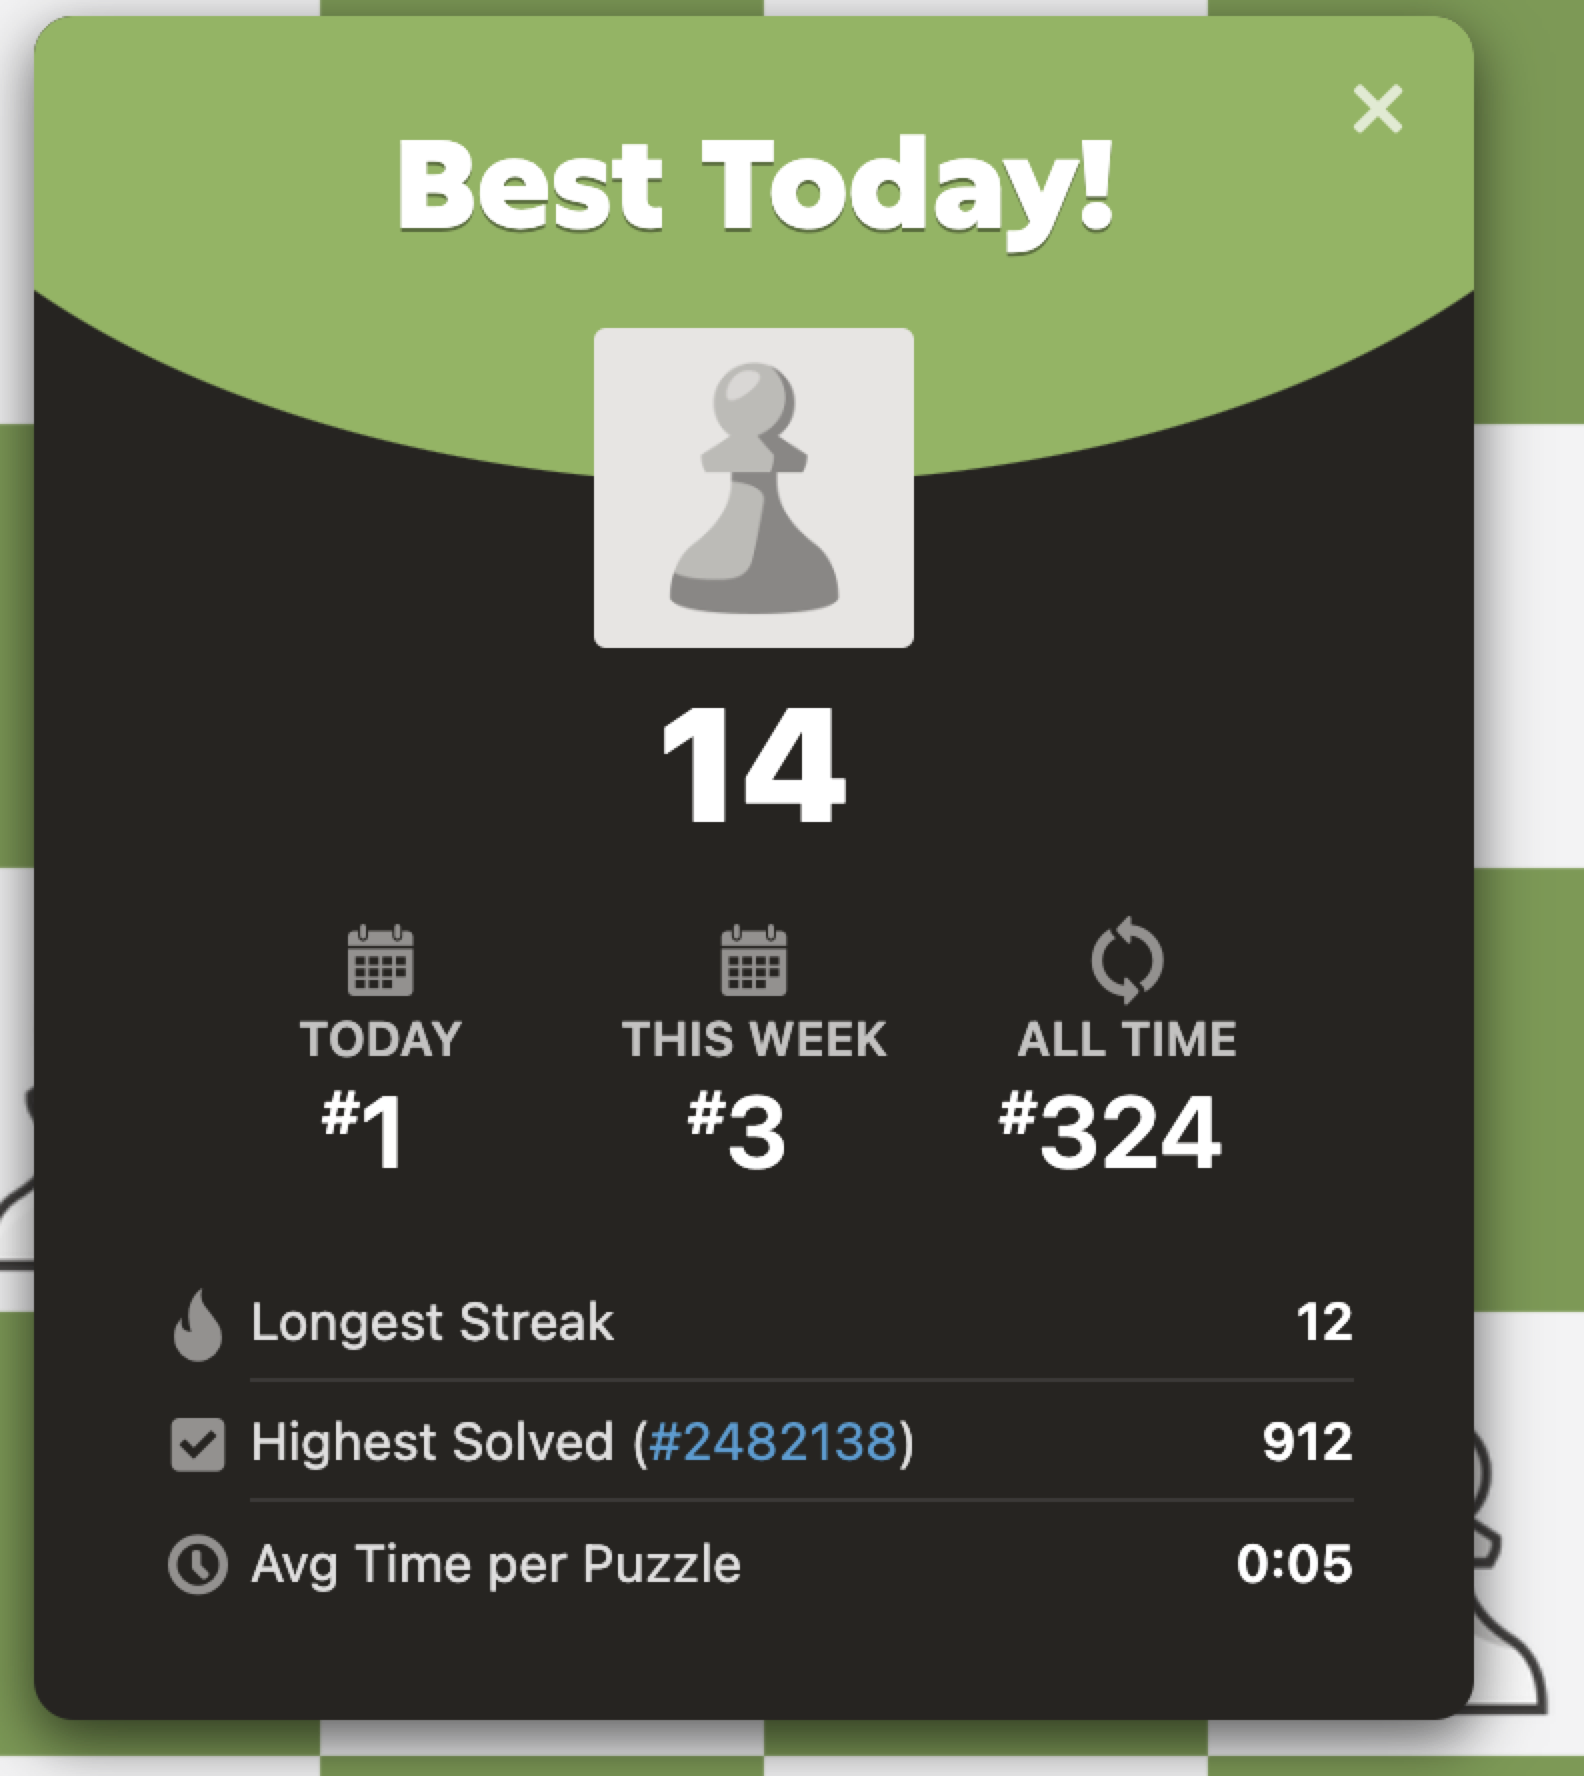 Best Today!
14
TODAY THIS WEEK ALL TIME
#1 #3 #324
Longest Streak 12
Highest Solved (#2482138) 912
Avg Time per Puzzle 0:05